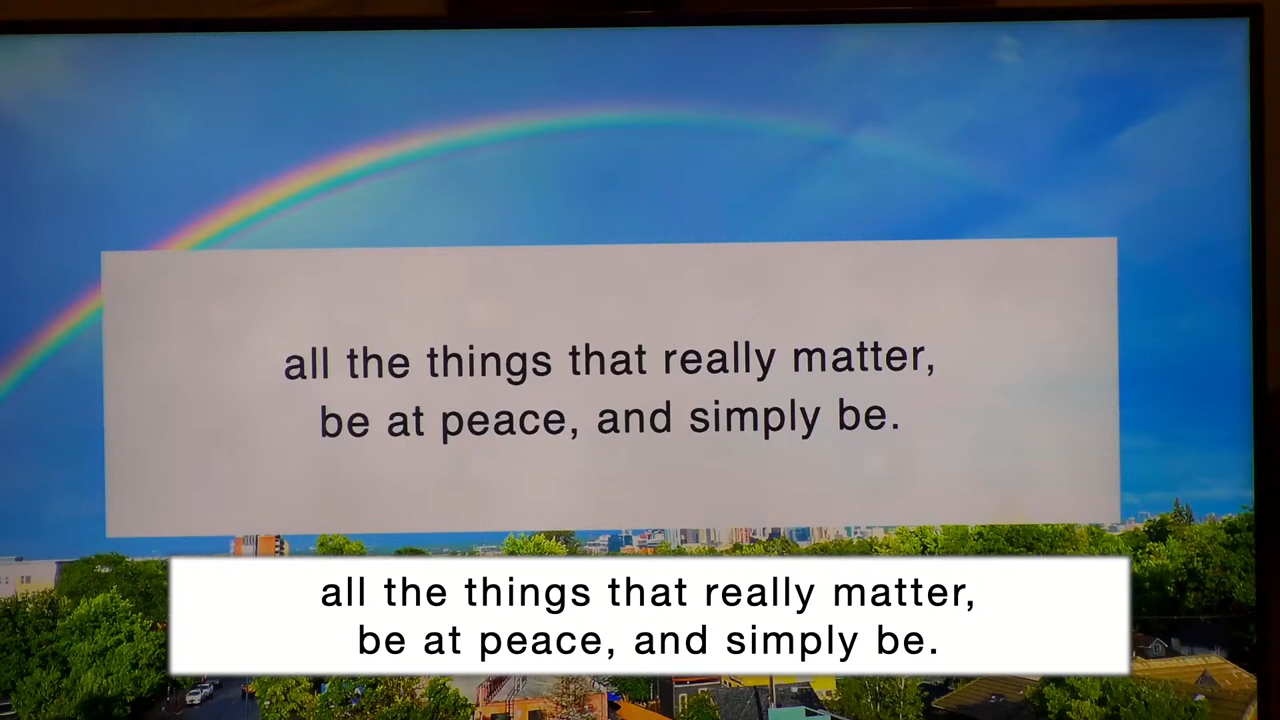 all the things that really matter,
be at peace, and simply be.
all the things that really matter,
be at peace, and simply be.